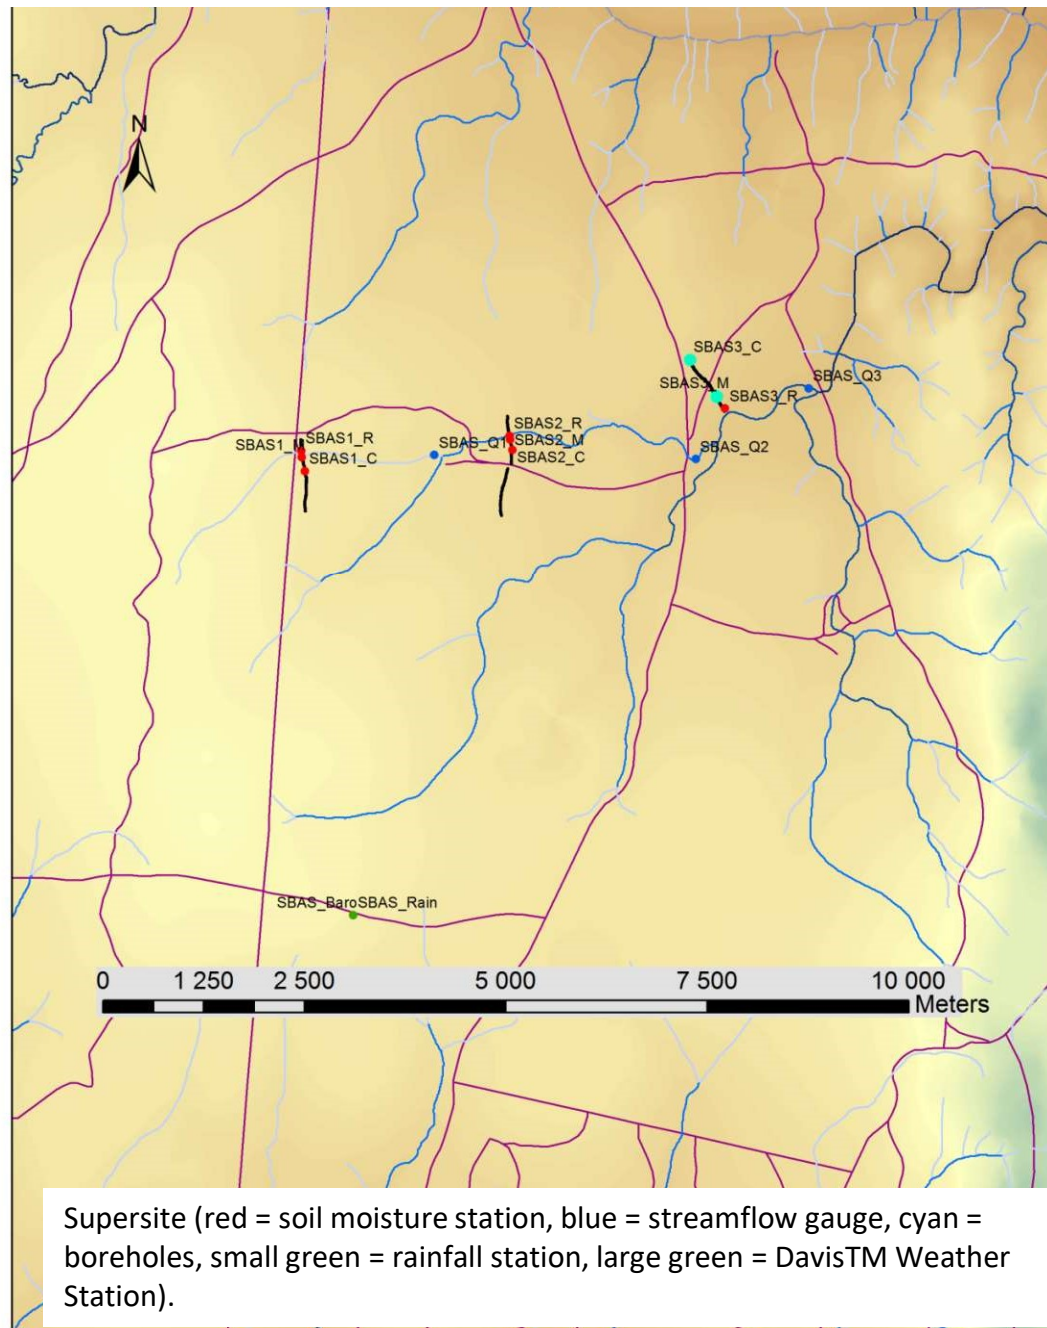 N
SBAS3_C
SBAS3_M
SBAS_Q3
SBAS3_R
SBAS2_R
SBAS1_R
SBAS_Q1
SBAS2_M
SBAS1_M
SBAS_Q2
SBAS1_C
SBAS2_C
SBAS_BaroSBAS_Rain
0 1 250 2 500 5 000 7 500 10 000
Meters
Supersite (red = soil moisture station, blue = streamflow gauge, cyan =
boreholes, small green = rainfall station, large green = DavisTM Weather
Station).